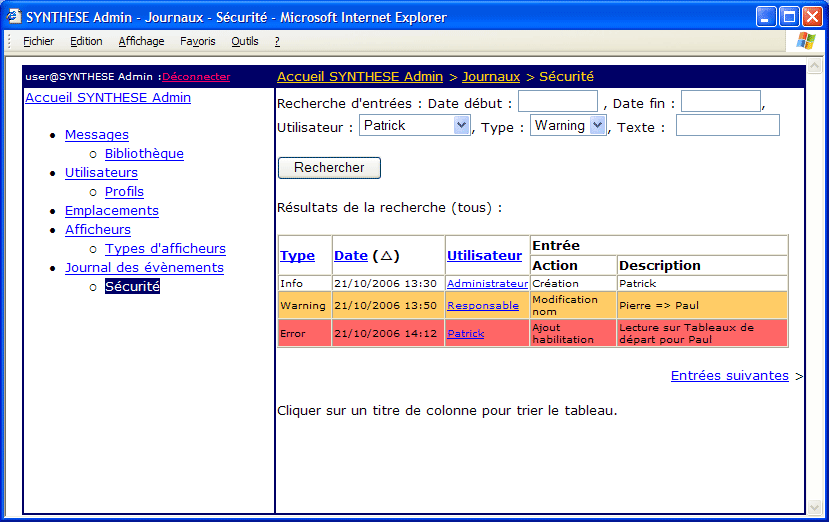 SYNTHESE Admin - Journaux - Sécurité - Microsoft Internet Explorer
Fichier Edition Affichage Favoris Outils ?
user@SYNTHESE Admin :Déconnecter
Accueil SYNTHESE Admin
Messages
Bibliothèque
Utilisateurs
Profils
Emplacements
Afficheurs
Types d'afficheurs
Journal des évènements
Sécurité
Accueil SYNTHESE Admin > Journaux > Sécurité
Recherche d'entrées : Date début : , Date fin : ,
Utilisateur : Patrick , Type : Warning , Texte :
Rechercher
Résultats de la recherche (tous) :
Type Date (△) Utilisateur Entrée
Action Description
Info 21/10/2006 13:30 Administrateur Création Patrick
Warning 21/10/2006 13:50 Responsable Modification nom Pierre => Paul
Error 21/10/2006 14:12 Patrick Ajout habilitation Lecture sur Tableaux de départ pour Paul
Entrées suivantes >
Cliquer sur un titre de colonne pour trier le tableau.